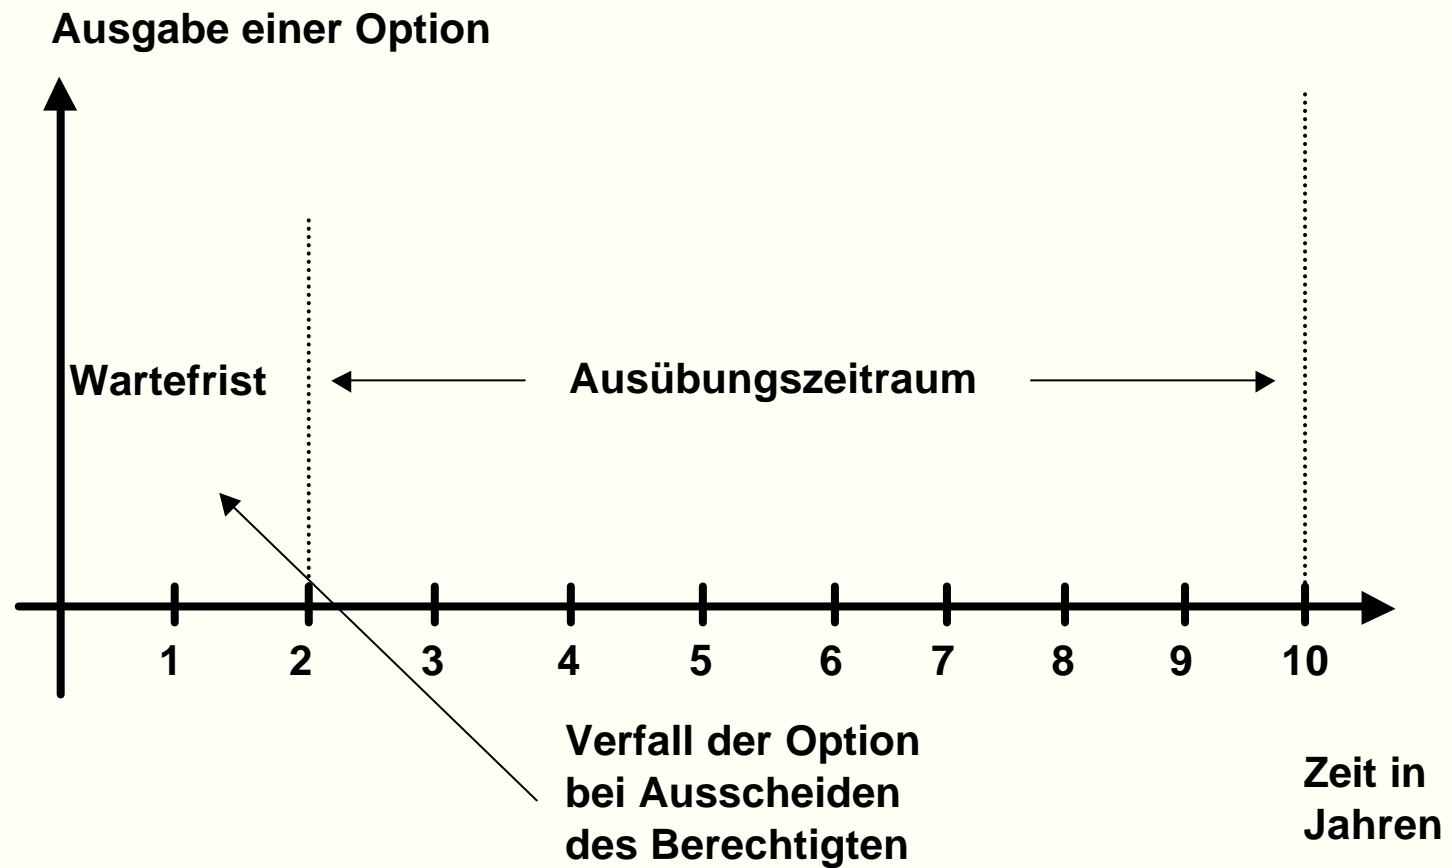 Ausgabe einer Option
Wartefrist
Ausübungszeitraum
1 2 3 4 5 6 7 8 9 10
Verfall der Option
bei Ausscheiden
des Berechtigten
Zeit in
Jahren